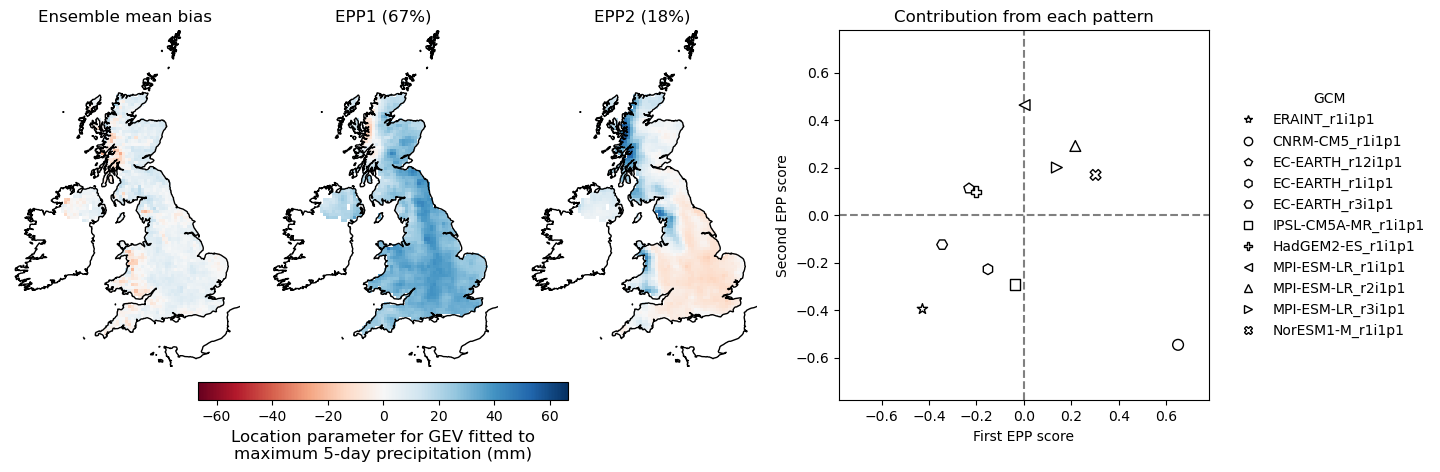 Ensemble mean bias
EPP1 (67%)
EPP2 (18%)
−60 −40 −20 0 20 40 60
Location parameter for GEV fitted to
maximum 5-day precipitation (mm)
Contribution from each pattern
Second EPP score
0.6
0.4
0.2
0.0
−0.2
−0.4
−0.6
−0.6 −0.4 −0.2 0.0 0.2 0.4 0.6
First EPP score
GCM
ERAINT_r1i1p1
CNRM-CM5_r1i1p1
EC-EARTH_r12i1p1
EC-EARTH_r1i1p1
EC-EARTH_r3i1p1
IPSL-CM5A-MR_r1i1p1
HadGEM2-ES_r1i1p1
MPI-ESM-LR_r1i1p1
MPI-ESM-LR_r2i1p1
MPI-ESM-LR_r3i1p1
NorESM1-M_r1i1p1